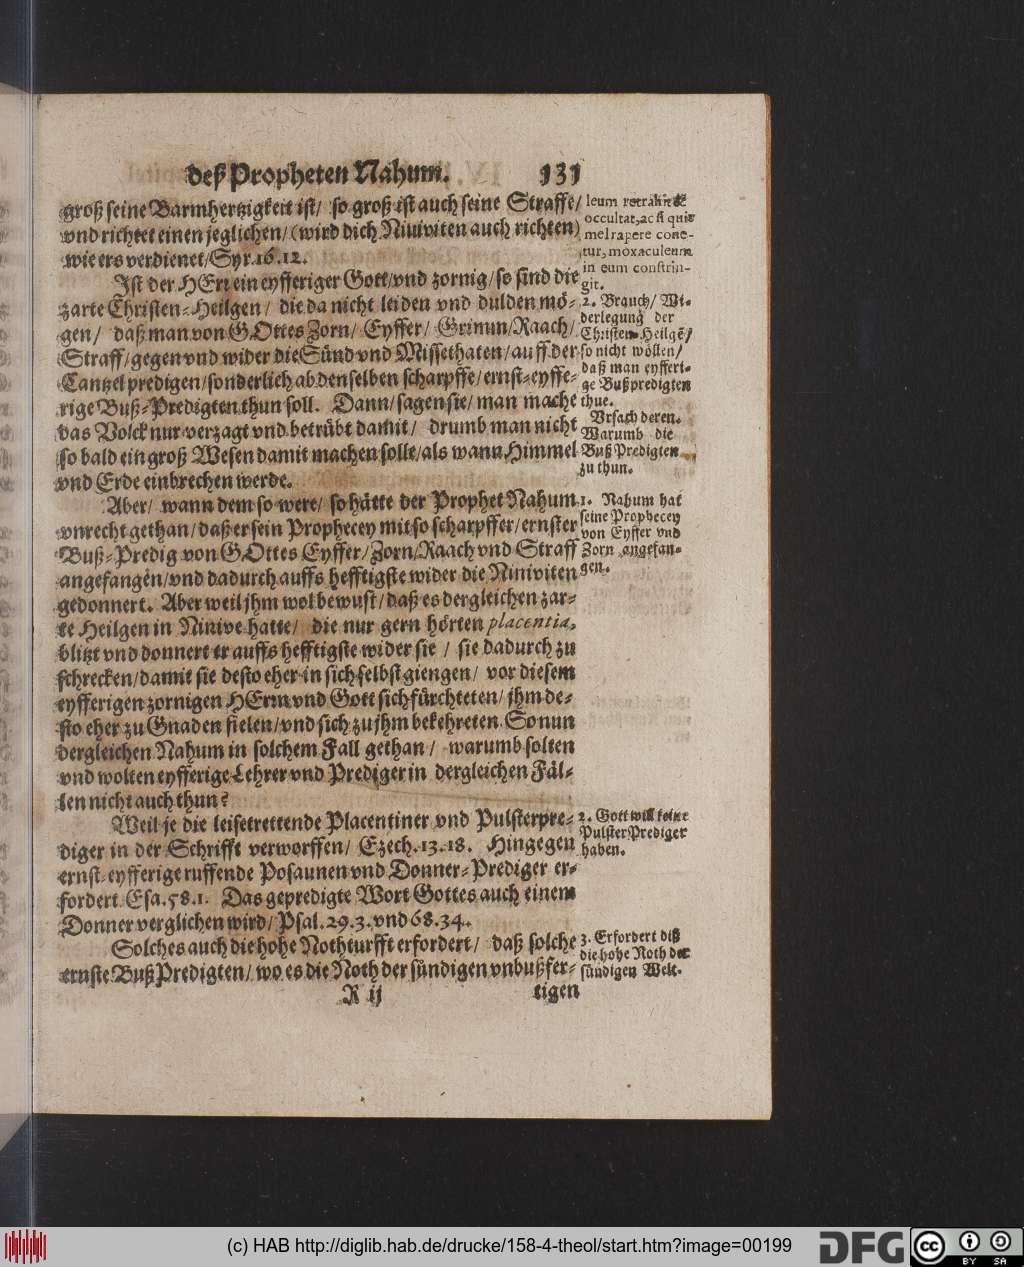 deß Propheten Nahum. 131
groß seine Barmhertzigkeit ist/ so groß ist auch seine Straffe/
vnd richtet einen jeglichen/ (wird dich Niniviten auch richten)
wie ers verdienet/ Syr. 16. 12.
Ist der HErr ein eyfferiger Gott/ vnd zornig/ so sind die
zarte Christen-Heilgen/ die da nicht leiden vnd dulden mö-
gen/ daß man von GOttes Zorn/ Eyffer/ Grimm/ Raach/
Straff/ gegen vnd wider die Sünd vnd Missethaten/ auff der
Cantzel predigen/ sonderlich ab denselben scharpffe/ ernst-eyffe-
rige Buß-Predigten thun soll. Dann/ sagen sie/ man mache
das Volck nur verzagt vnd betrübt damit/ drumb man nicht
so bald ein groß Wesen damit machen solle/ als wann Himmel
vnd Erde einbrechen werde.
Aber/ wann dem so were/ so hätte der Prophet Nahum
vnrecht gethan/ daß er sein Prophecey mit so scharpffer/ ernster
Buß-Predig von GOttes Eyffer/ Zorn/ Raach vnd Straff
angefangen/ vnd dadurch auffs hefftigste wider die Niniviten
gedonnert. Aber weil jhm wol bewust/ daß es dergleichen zar-
te Heilgen in Ninive hatte/ die nur gern hörten placentia,
blitzt vnd donnert er auffs hefftigste wider sie / sie dadurch zu
schrecken/ damit sie desto eher in sich selbst giengen/ vor diesem
eyfferigen zornigen HErrn vnd Gott sich fürchteten/ jhm de-
sto eher zu Gnaden fielen/ vnd sich zu jhm bekehreten. So nun
dergleichen Nahum in solchem Fall gethan/ warumb solten
vnd wolten eyfferige Lehrer vnd Prediger in dergleichen Fäl-
len nicht auch thun?
Weil je die leisetrettende Placentiner vnd Pulsterpre-
diger in der Schrifft verworffen/ Ezech. 13. 18. Hingegen
ernst-eyfferige ruffende Posaunen vnd Donner-Prediger er-
fordert Esa. 58. 1. Das gepredigte Wort Gottes auch einem
Donner verglichen wird/ Psal. 29. 3. vnd 68. 34.
Solches auch die hohe Nothturfft erfordert/ daß solche
ernste Buß Predigten/ wo es die Noth der sündigen vnbußfer-
R ij tigen
leum retrahit &
occultat, ac si quis
mel rapere cone-
tur, mox aculeum
in eum constrin-
git.
2. Brauch/ Wi-
derlegung der
Christen-Heilgē/
so nicht wöllen/
daß man eyfferi-
ge Bußpredigten
thue.
Vrsach deren.
Warumb die
Buß Predigten
zu thun.
1. Nahum hat
seine Prophecey
von Eyffer vnd
Zorn angefan-
gen.
2. Gott will keine
Pulster Prediger
haben.
3. Erfordert diß
die hohe Noth der
sündigen Welt.
(c) HAB http://diglib.hab.de/drucke/158-4-theol/start.htm?image=00199
DFG
cc BY SA